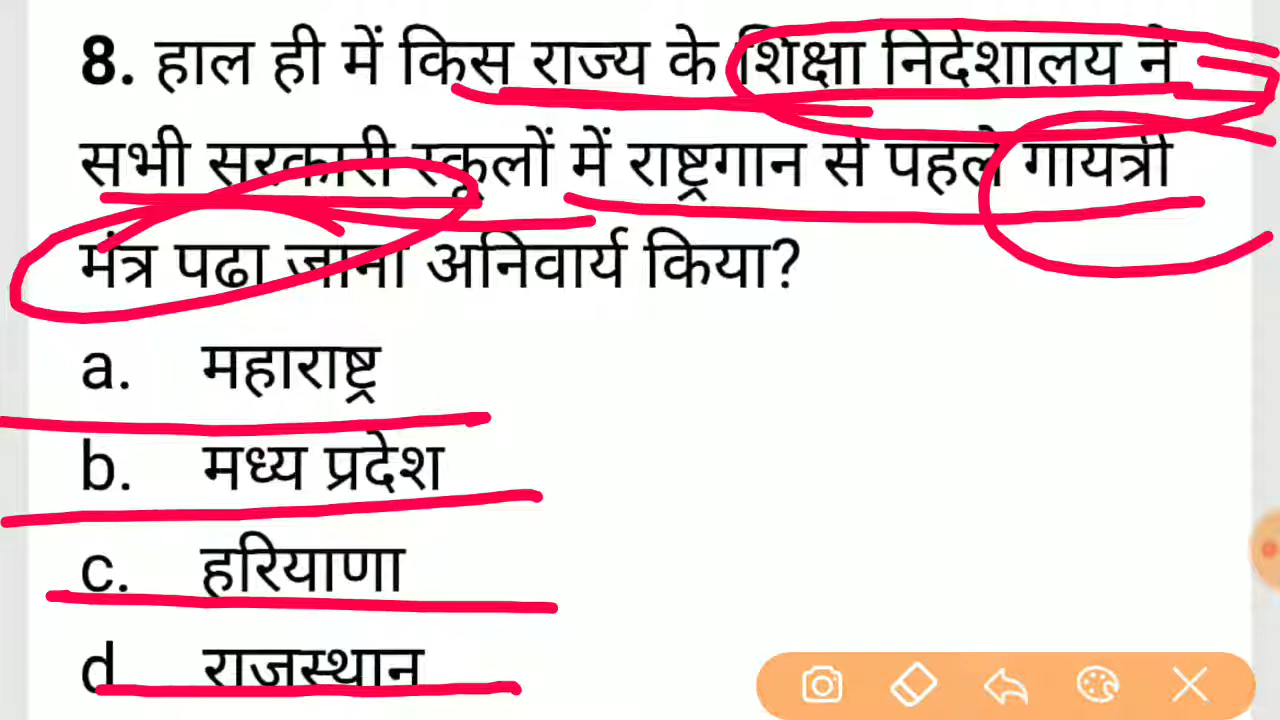 8. हाल ही में किस राज्य के शिक्षा निदेशालय ने
सभी सरकारी स्कूलों में राष्ट्रगान से पहले गायत्री
मंत्र पढा जाना अनिवार्य किया?
a. महाराष्ट्र
b. मध्य प्रदेश
c. हरियाणा
d राजस्थान